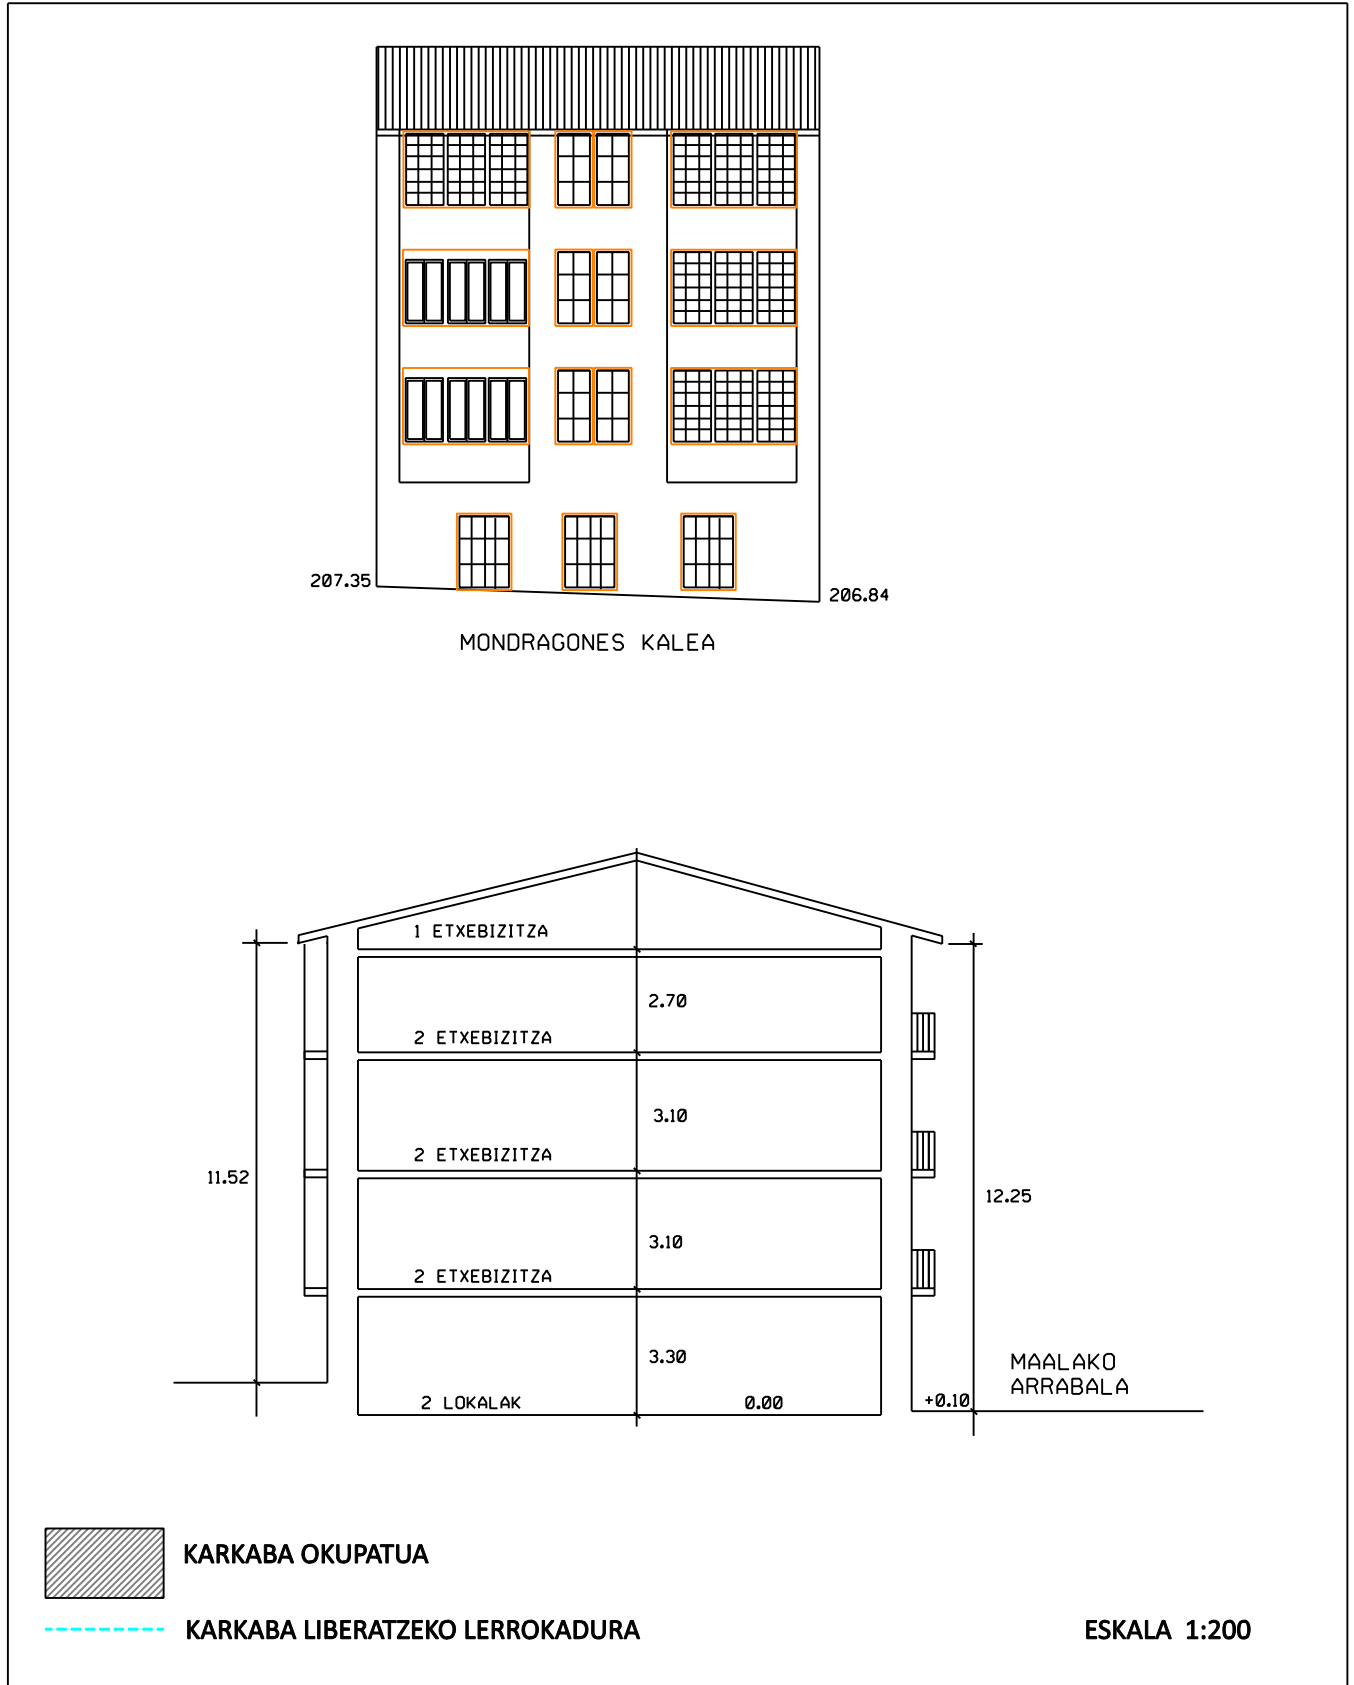 207.35
206.84
MONDRAGONES KALEA
1 ETXEBIZITZA
2.70
2 ETXEBIZITZA
3.10
2 ETXEBIZITZA
11.52
12.25
3.10
2 ETXEBIZITZA
3.30
MAALAKO
ARRABALA
2 LOKALAK
0.00
+0.10
KARKABA OKUPATUA
KARKABA LIBERATZEKO LERROKADURA
ESKALA 1:200